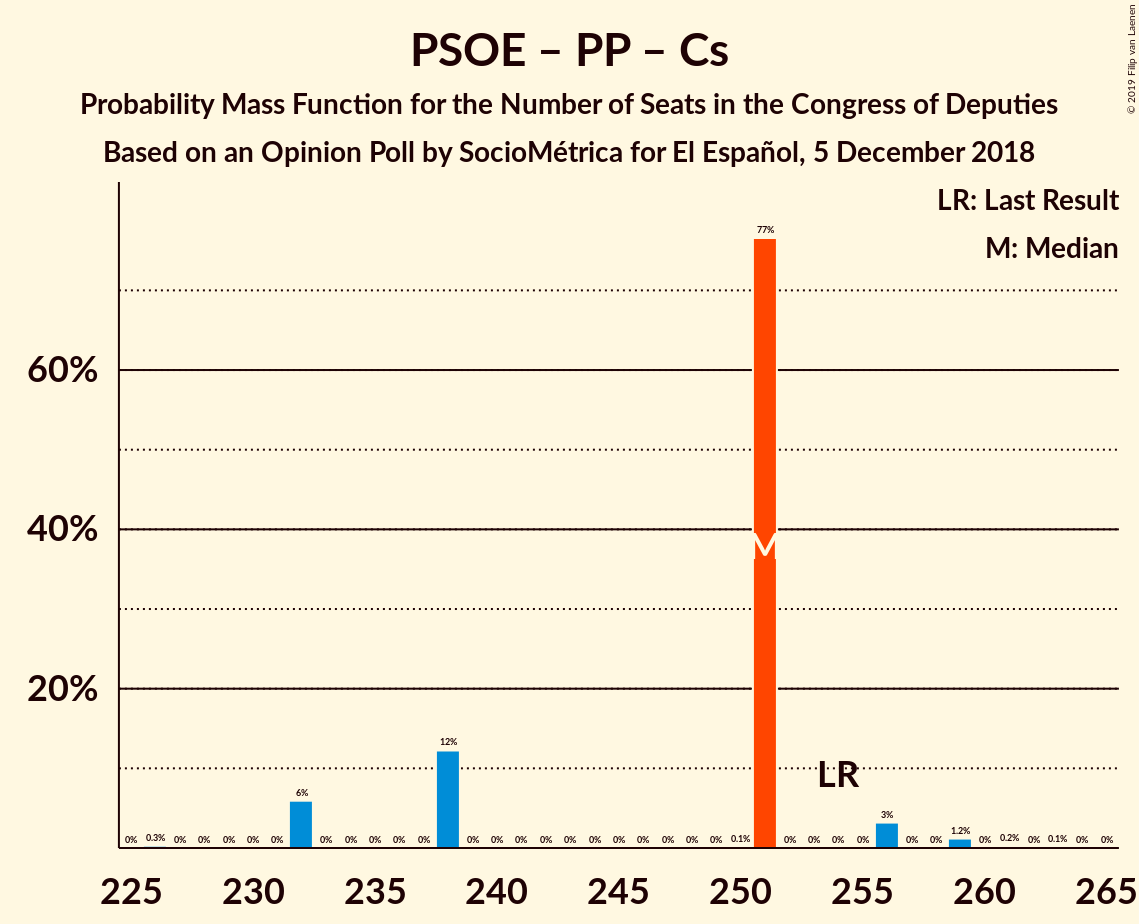 PSOE – PP – Cs
Probability Mass Function for the Number of Seats in the Congress of Deputies
Based on an Opinion Poll by SocioMétrica for El Español, 5 December 2018
© 2019 Filip van Laenen
LR: Last Result
M: Median
77%
60%
40%
M
20%
12%
LR
6%
3%
1.2%
0% 0.3% 0% 0% 0% 0% 0% 0% 0% 0% 0% 0% 0% 0% 0% 0% 0% 0% 0% 0% 0% 0% 0% 0.1% 0% 0% 0% 0% 0% 0% 0% 0.2% 0% 0.1% 0% 0%
225 230 235 240 245 250 255 260 265